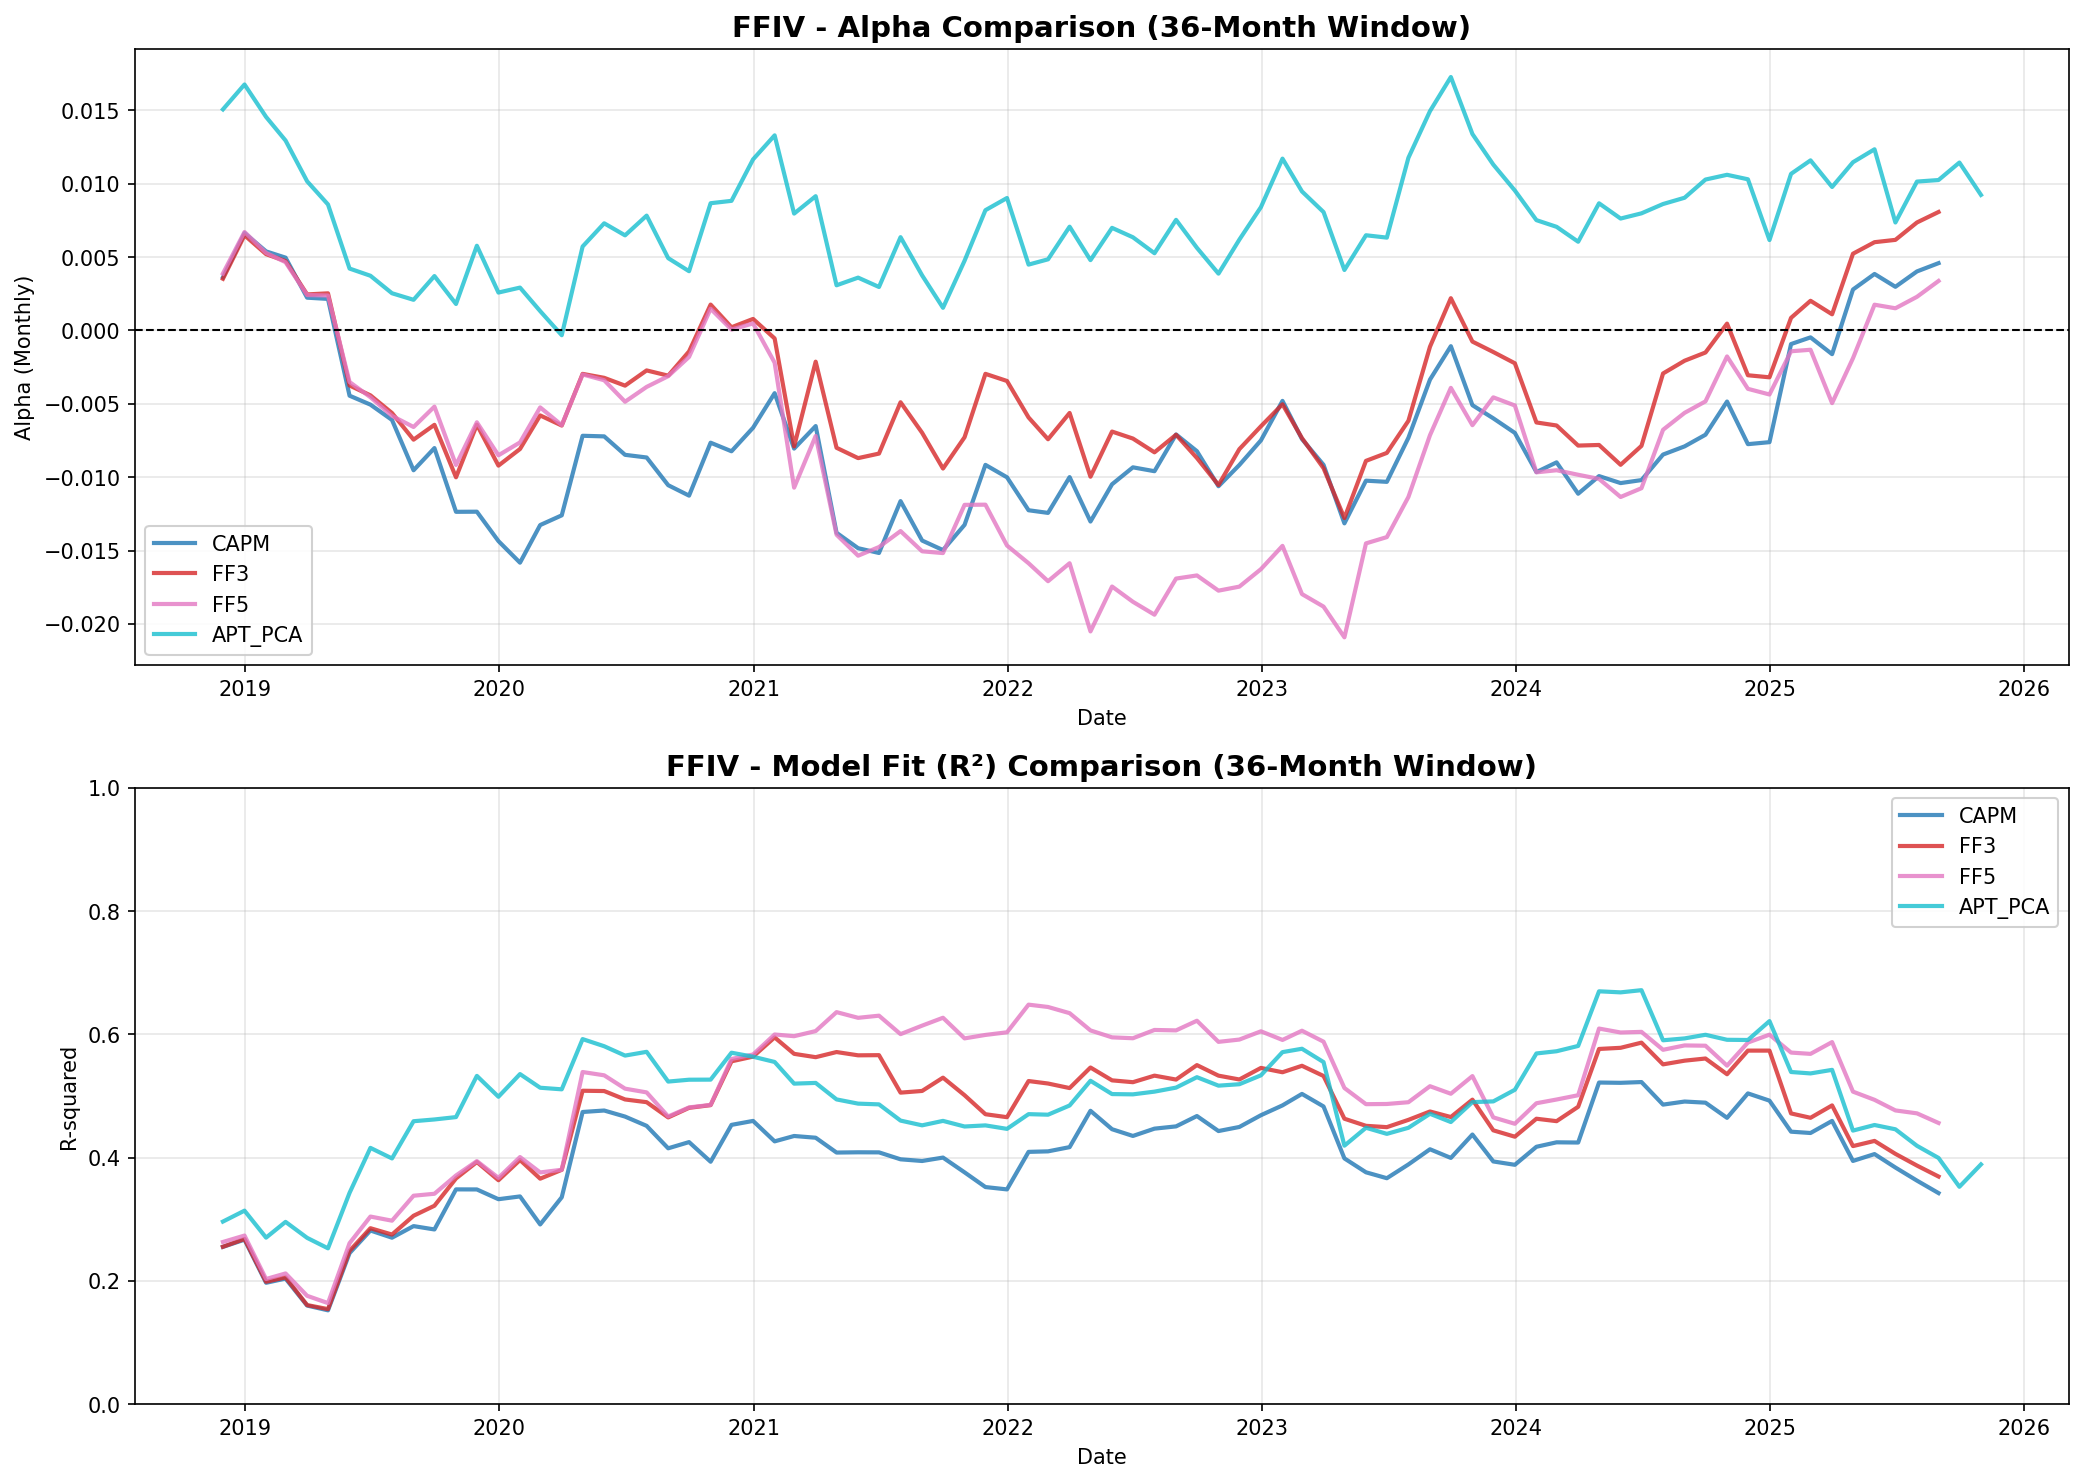 FFIV - Alpha Comparison (36-Month Window)
Alpha (Monthly)
0.015
0.010
0.005
0.000
−0.005
−0.010
−0.015
−0.020
CAPM
FF3
FF5
APT_PCA
2019 2020 2021 2022 2023 2024 2025 2026
Date
FFIV - Model Fit (R²) Comparison (36-Month Window)
R-squared
1.0
0.8
0.6
0.4
0.2
0.0
CAPM
FF3
FF5
APT_PCA
2019 2020 2021 2022 2023 2024 2025 2026
Date